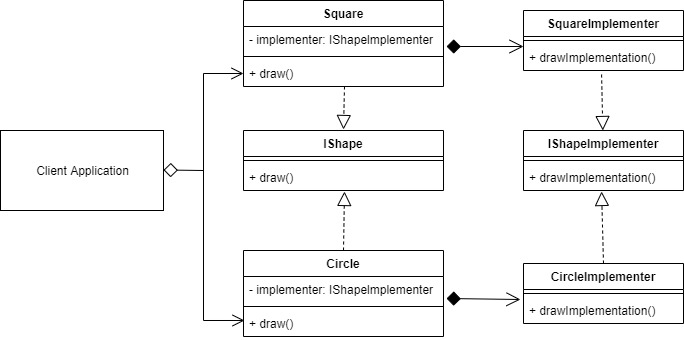 Square
- implementer: IShapeImplementer
+ draw()
SquareImplementer
+ drawImplementation()
Client Application
IShape
+ draw()
IShapeImplementer
+ drawImplementation()
Circle
- implementer: IShapeImplementer
+ draw()
CircleImplementer
+ drawImplementation()